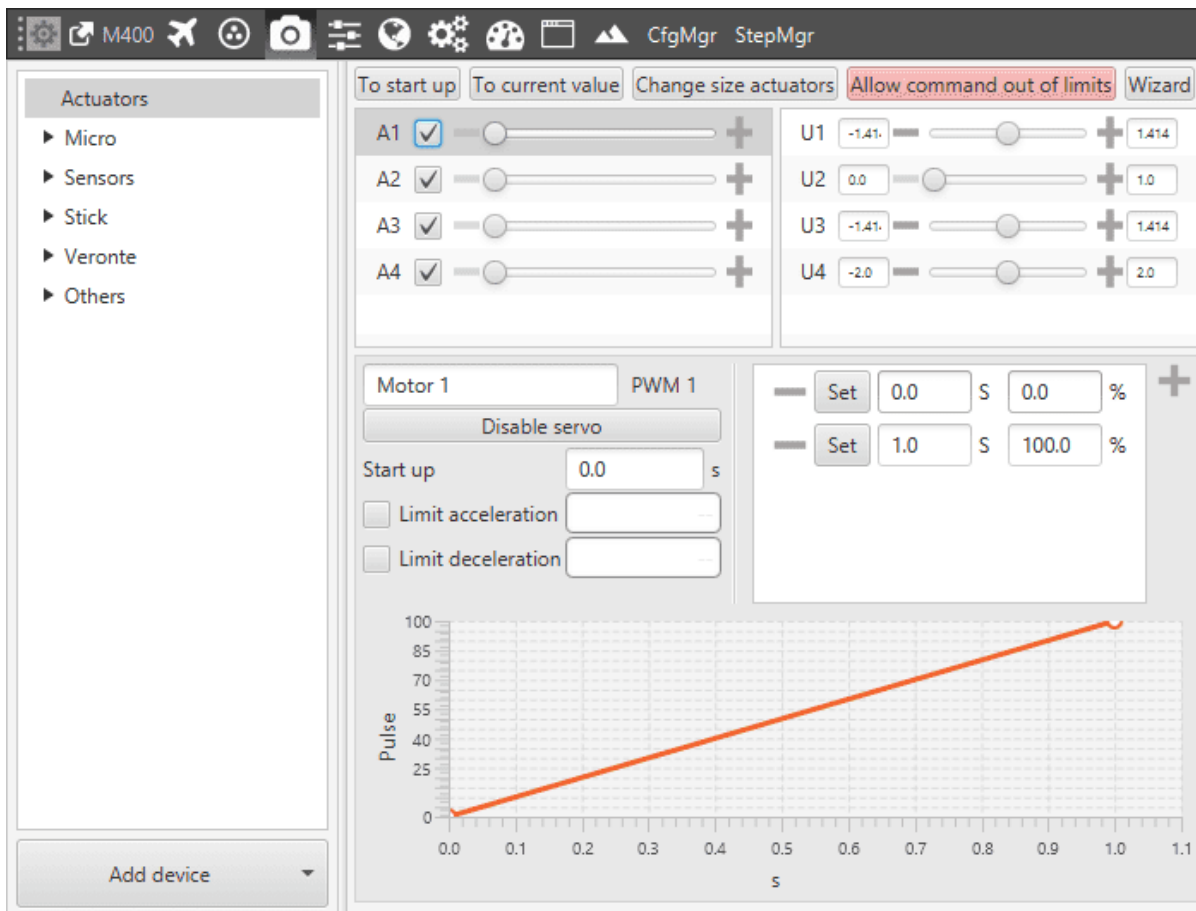 M400 CfgMgr StepMgr
Actuators
Micro
Sensors
Stick
Veronte
Others
Add device
To start up To current value Change size actuators Allow command out of limits Wizard
A1
A2
A3
A4
U1 -1.41 1.414
U2 0.0 1.0
U3 -1.41 1.414
U4 -2.0 2.0
Motor 1 PWM 1
Disable servo
Start up 0.0 s
Limit acceleration
Limit deceleration
Set 0.0 S 0.0 %
Set 1.0 S 100.0 %
100
85
70
55
40
25
0
Pulse
0.0 0.1 0.2 0.3 0.4 0.5 0.6 0.7 0.8 0.9 1.0 1.1
s